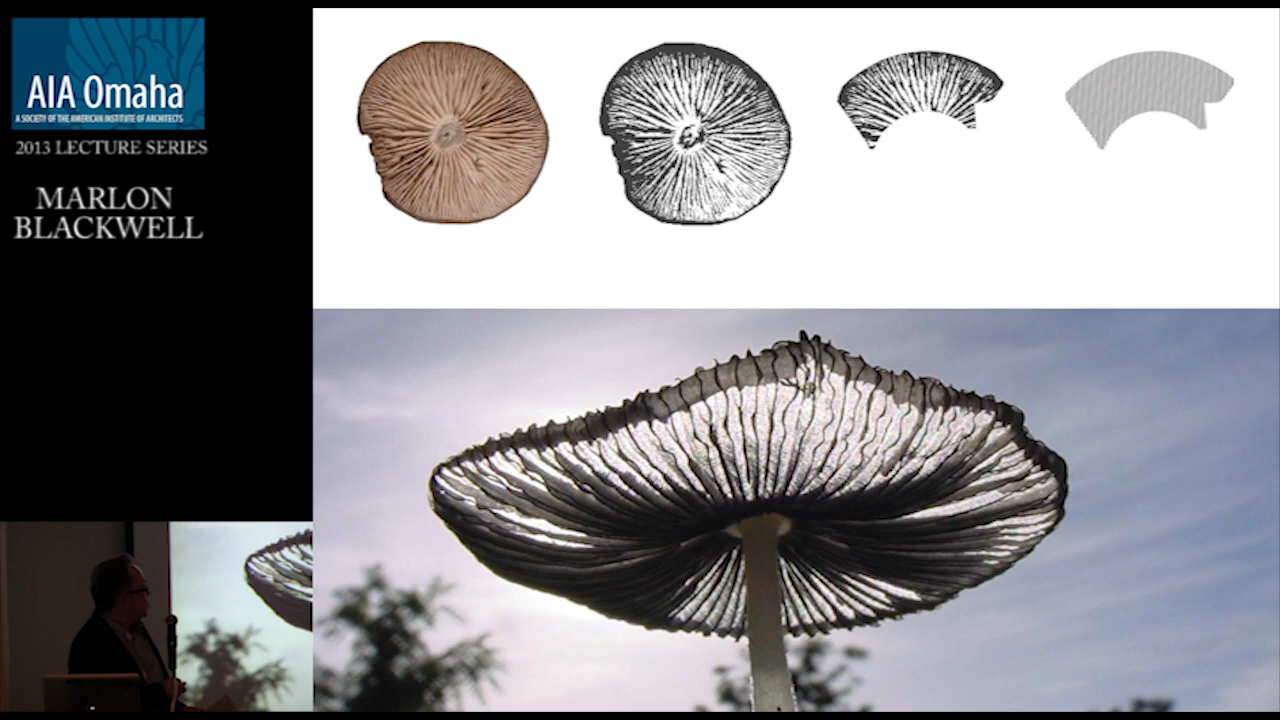 AIA Omaha
A SOCIETY OF THE AMERICAN INSTITUTE OF ARCHITECTS
2013 LECTURE SERIES
MARLON
BLACKWELL